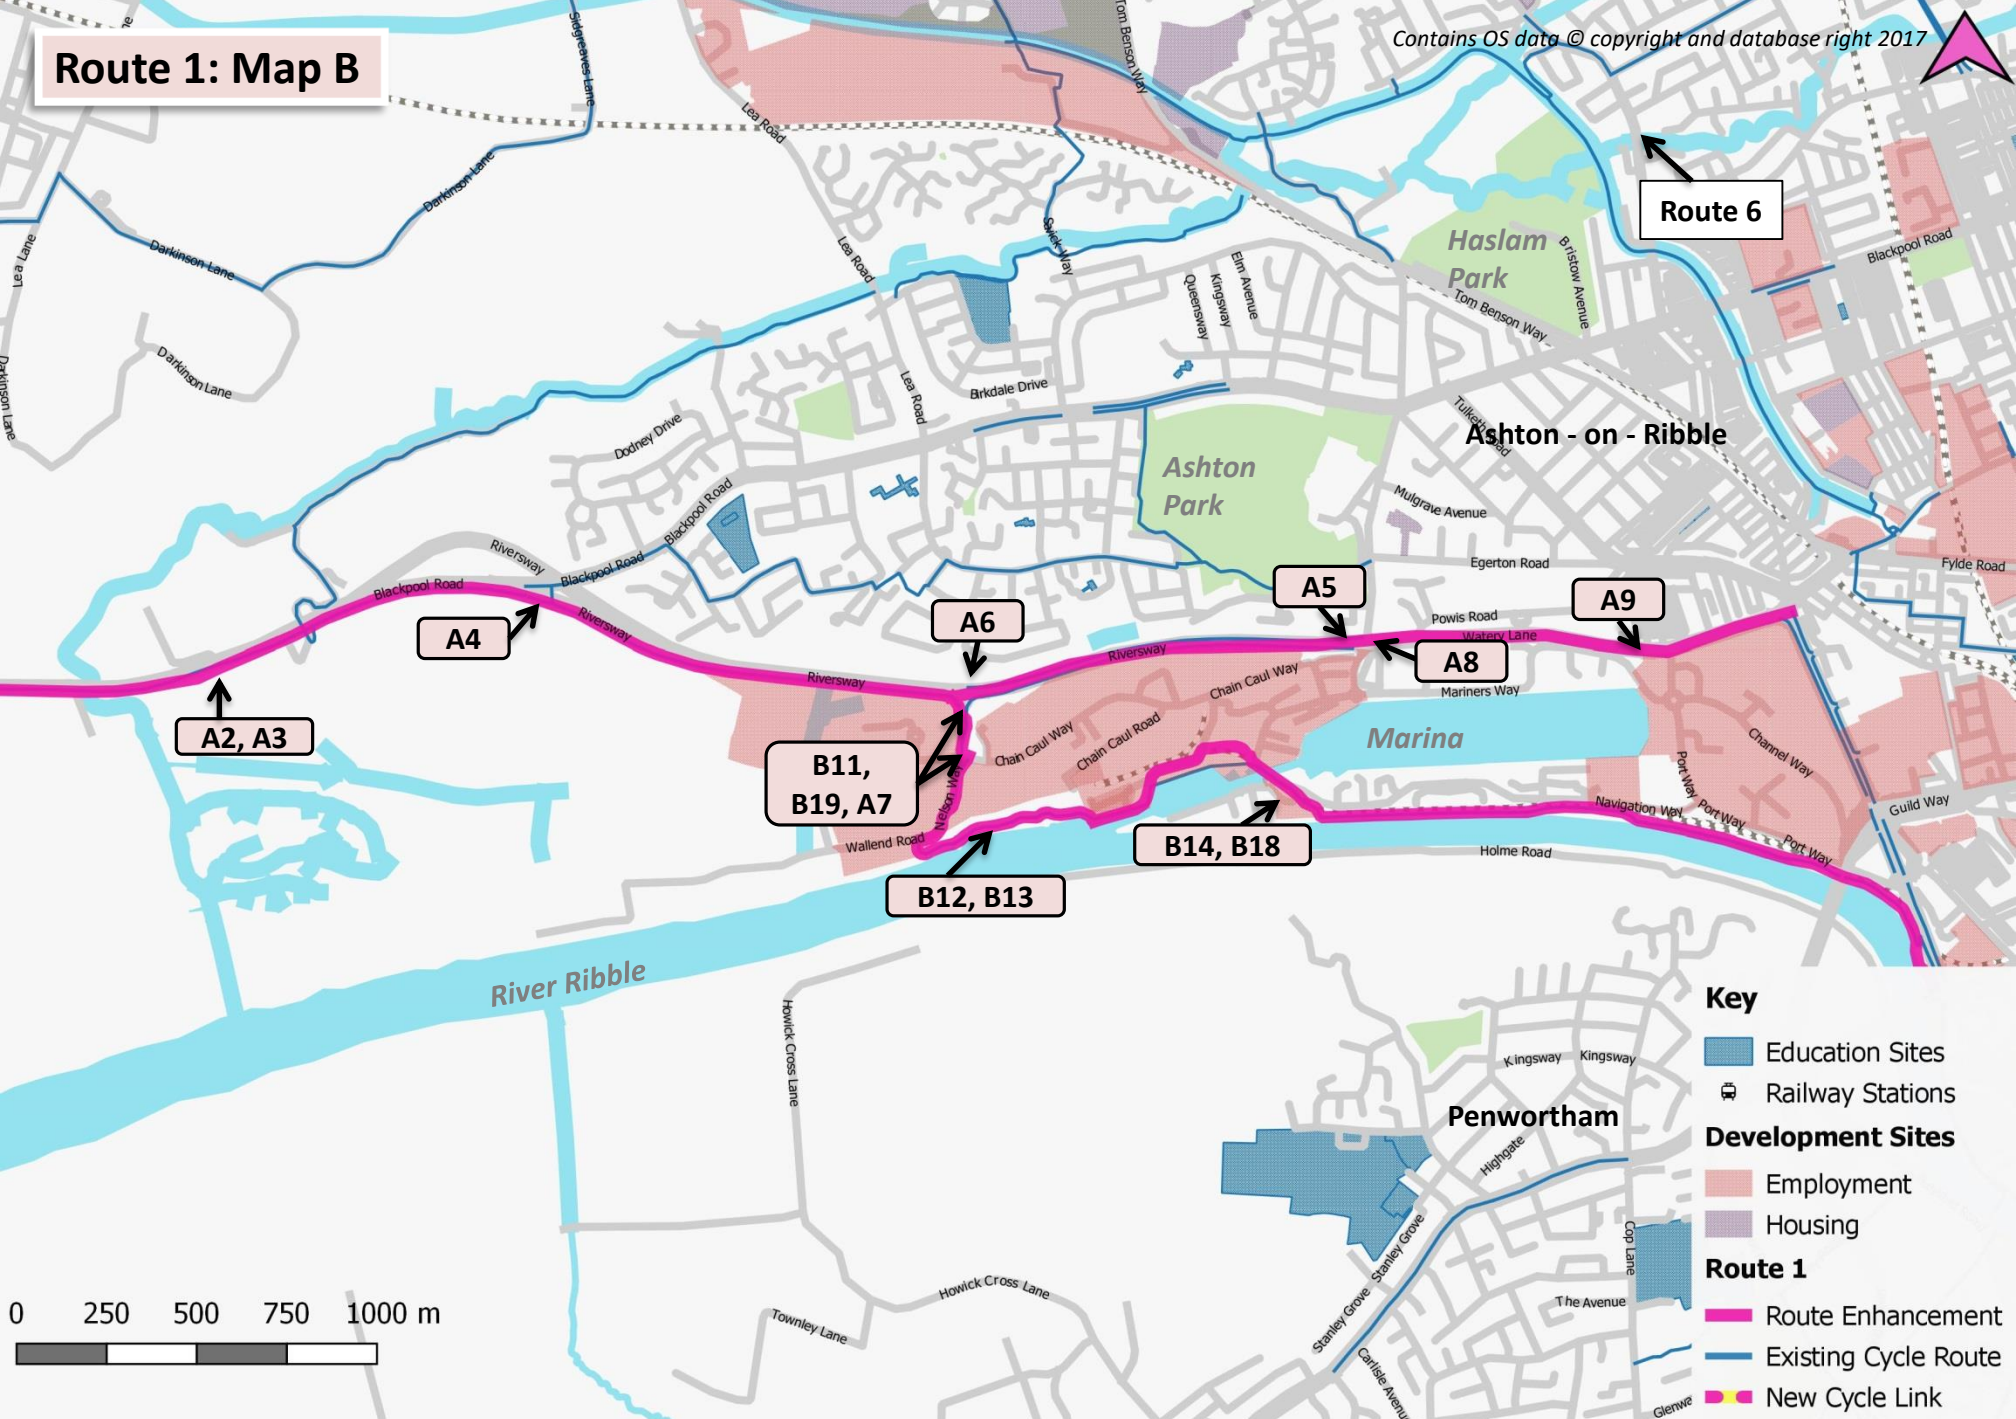 Route 1: Map B
Contains OS data © copyright and database right 2017
Sidgreaves Lane
Tom Benson Way
Lea Road
Route 6
Darkinson Lane
Darkinson Lane
Lea Lane
Lea Road
Savick Way
Elm Avenue
Kingsway
Queensway
Haslam
Park
Bristow Avenue
Blackpool Road
Tom Benson Way
Darkinson Lane
Darkinson Lane
Lea Road
Birkdale Drive
Dodney Drive
Tulketh Road
Ashton - on - Ribble
Ashton
Park
Mulgrave Avenue
Blackpool Road
Riversway
Blackpool Road
Blackpool Road
Egerton Road
Fylde Road
A5
A9
A6
A4
Riversway
Powis Road
Watery Lane
A8
Riversway
Riversway
Chain Caul Way
Mariners Way
A2, A3
Marina
Chain Caul Way
Chain Caul Road
Channel Way
B11,
B19, A7
Nelson Way
Port Way
Port Way
Navigation Way
Guild Way
Wallend Road
B14, B18
Holme Road
Port Way
B12, B13
River Ribble
Howick Cross Lane
Kingsway
Kingsway
Penwortham
Highgate
Stanley Grove
Stanley Grove
Cop Lane
The Avenue
Howick Cross Lane
Townley Lane
Carlisle Avenu
Glenwa
0 250 500 750 1000 m
Key
Education Sites
Railway Stations
Development Sites
Employment
Housing
Route 1
Route Enhancement
Existing Cycle Route
New Cycle Link